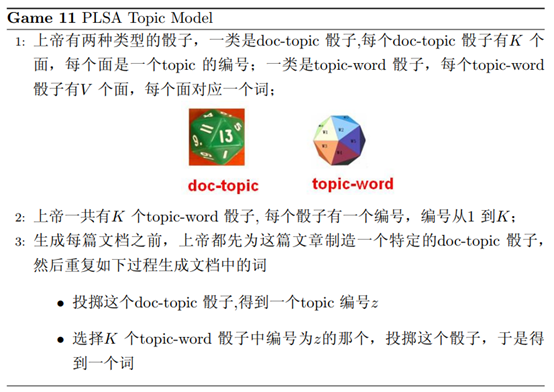 Game 11 PLSA Topic Model
1: 上帝有两种类型的骰子，一类是doc-topic 骰子,每个doc-topic 骰子有K 个
面，每个面是一个topic 的编号；一类是topic-word 骰子，每个topic-word
骰子有V 个面，每个面对应一个词；
11 13 9 1
doc-topic topic-word
2: 上帝一共有K 个topic-word 骰子, 每个骰子有一个编号，编号从1 到K；
3: 生成每篇文档之前，上帝都先为这篇文章制造一个特定的doc-topic 骰子，
然后重复如下过程生成文档中的词
• 投掷这个doc-topic 骰子,得到一个topic 编号z
• 选择K 个topic-word 骰子中编号为z的那个，投掷这个骰子，于是得
到一个词